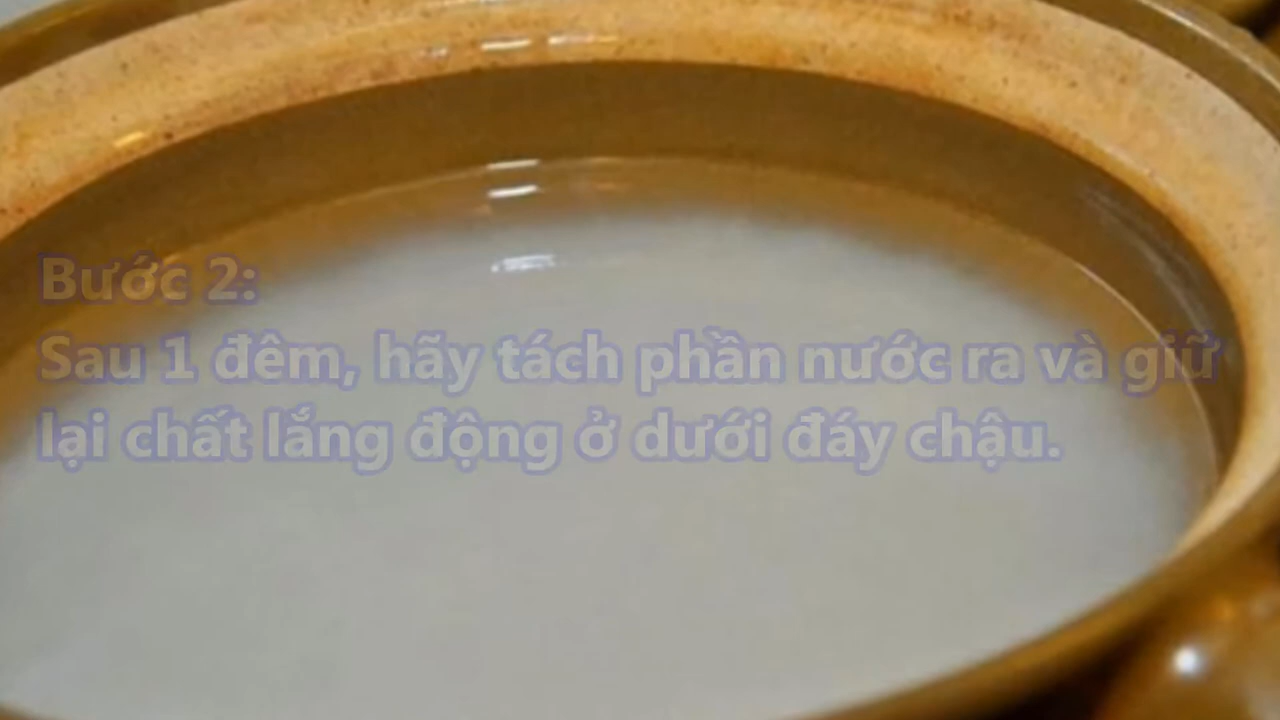 Bước 2:
Sau 1 đêm, hãy tách phần nước ra và giữ
lại chất lắng động ở dưới đáy chậu.